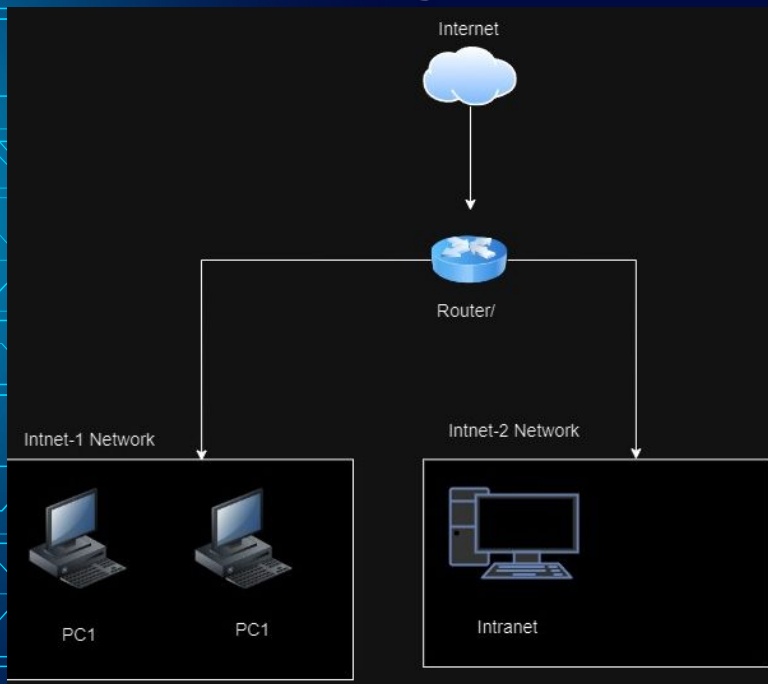 Internet
Router/
Intnet-1 Network
Intnet-2 Network
PC1
PC1
Intranet